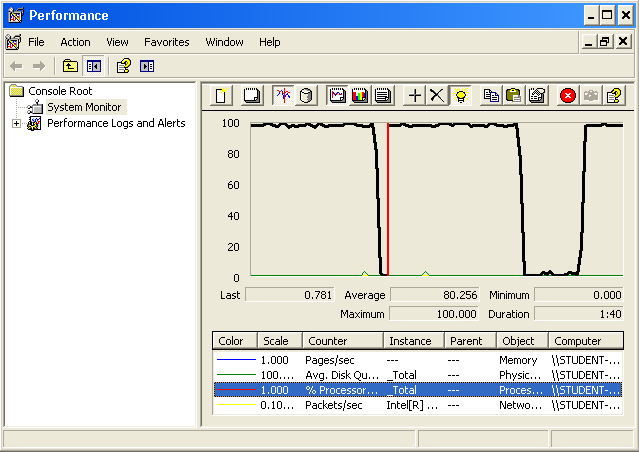 Performance
File Action View Favorites Window Help
Console Root
System Monitor
Performance Logs and Alerts
100
80
60
40
20
0
Last 0.781 Average 80.256 Minimum 0.000
Maximum 100.000 Duration 1:40
Color Scale Counter Instance Parent Object Computer
1.000 Pages/sec --- --- Memory \\STUDENT-...
100.... Avg. Disk Qu... _Total --- Physic... \\STUDENT-...
1.000 % Processor... _Total --- Proces... \\STUDENT-...
0.10... Packets/sec Intel[R] ... --- Netwo... \\STUDENT-...